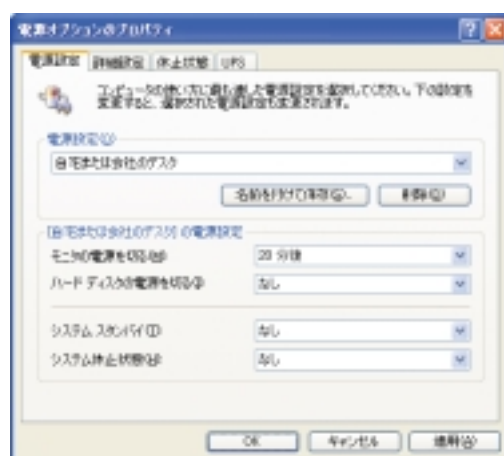 電源オプションのプロパティ
電源設定 詳細設定 休止状態 UPS
コンピュータの使い方に最も適した電源設定を選択してください。下の設定を
変更すると、選択された電源設定も変更されます。
電源設定(U)
自宅または会社のデスク
名前を付けて保存(S)... 削除(D)
[自宅または会社のデスク] の電源設定
モニタの電源を切る(M) 20 分後
ハード ディスクの電源を切る(I) なし
システム スタンバイ(T) なし
システム休止状態(H) なし
OK キャンセル 適用(A)